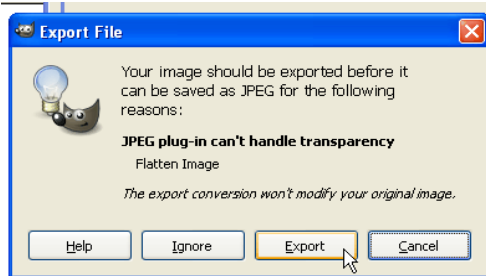 Export File
Your image should be exported before it
can be saved as JPEG for the following
reasons:
JPEG plug-in can't handle transparency
Flatten Image
The export conversion won't modify your original image.
Help Ignore Export Cancel